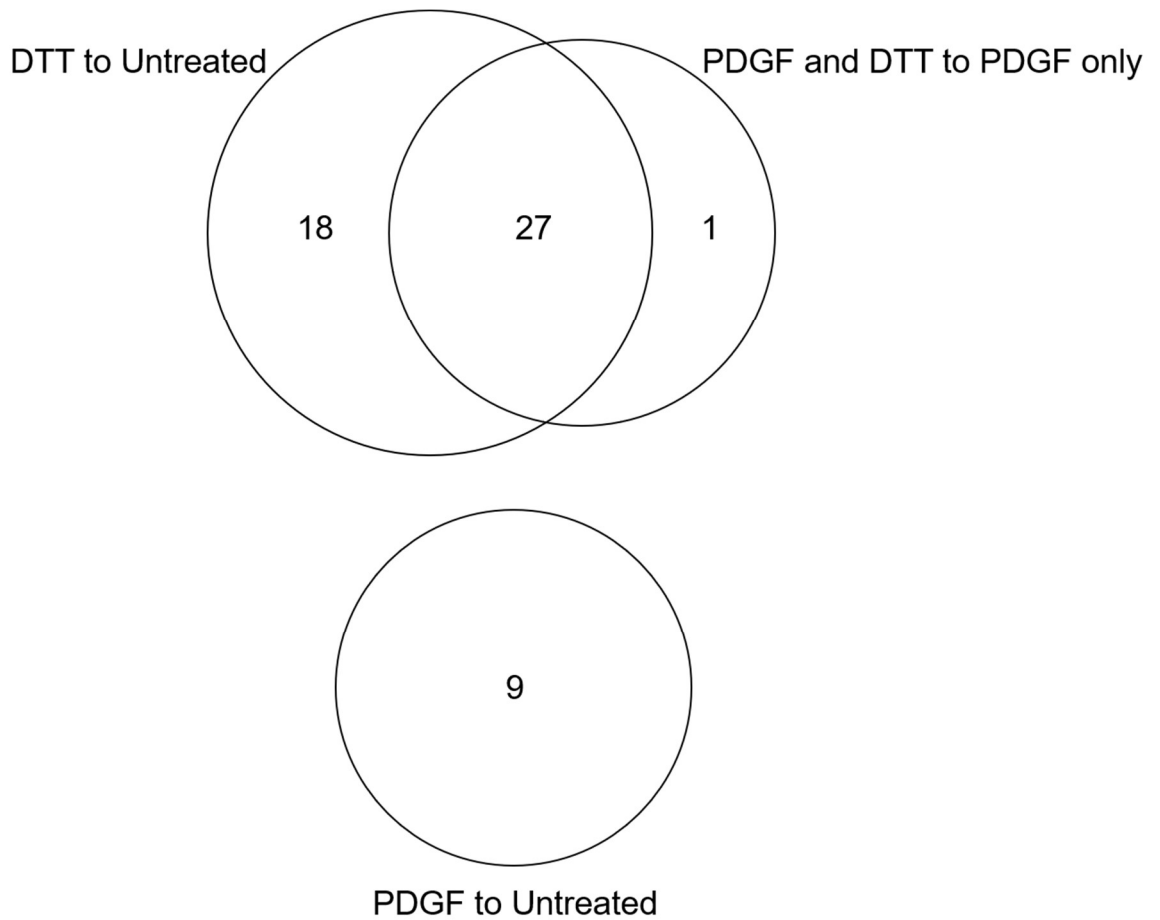 DTT to Untreated
PDGF and DTT to PDGF only
18
27
1
9
PDGF to Untreated